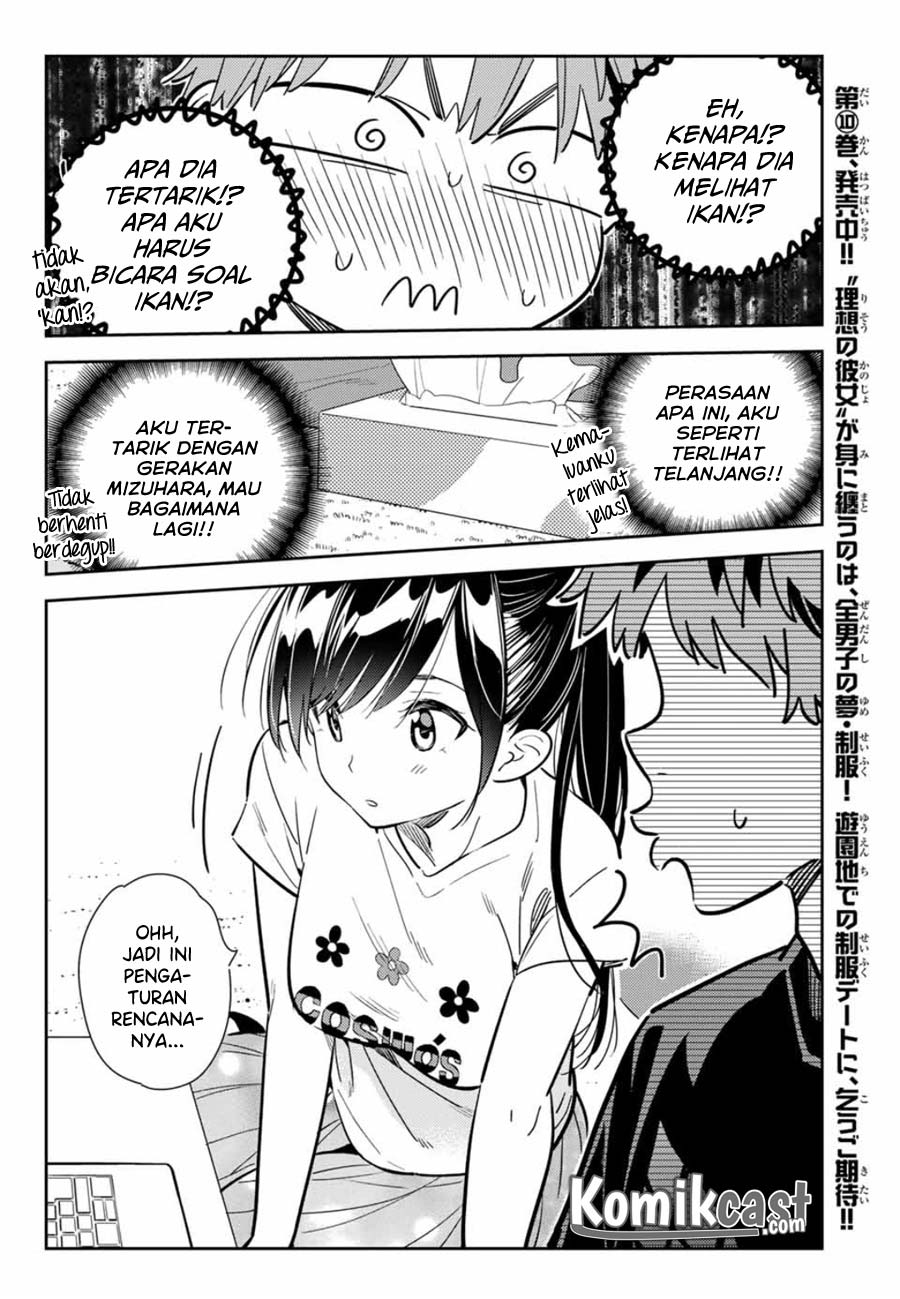 EH,
KENAPA!?
KENAPA DIA
MELIHAT
IKAN!?
APA DIA
TERTARIK!?
APA AKU
HARUS
BICARA SOAL
IKAN!?
tidak
akan,
'kan!?
PERASAAN
APA INI, AKU
SEPERTI
TERLIHAT
TELANJANG!!
Kema-
luanku
terlihat
jelas!
AKU TER-
TARIK DENGAN
GERAKAN
MIZUHARA, MAU
BAGAIMANA
LAGI!!
Tidak
berhenti
berdegup!!
OHH,
JADI INI
PENGA-
TURAN
RENCANA-
NYA...
COSMOS
第⑩巻、発売中!! “理想の彼女”が身に纏うのは、全男子の夢・制服! 遊園地での制服デートに、乞うご期待!!
Komikcast
.com